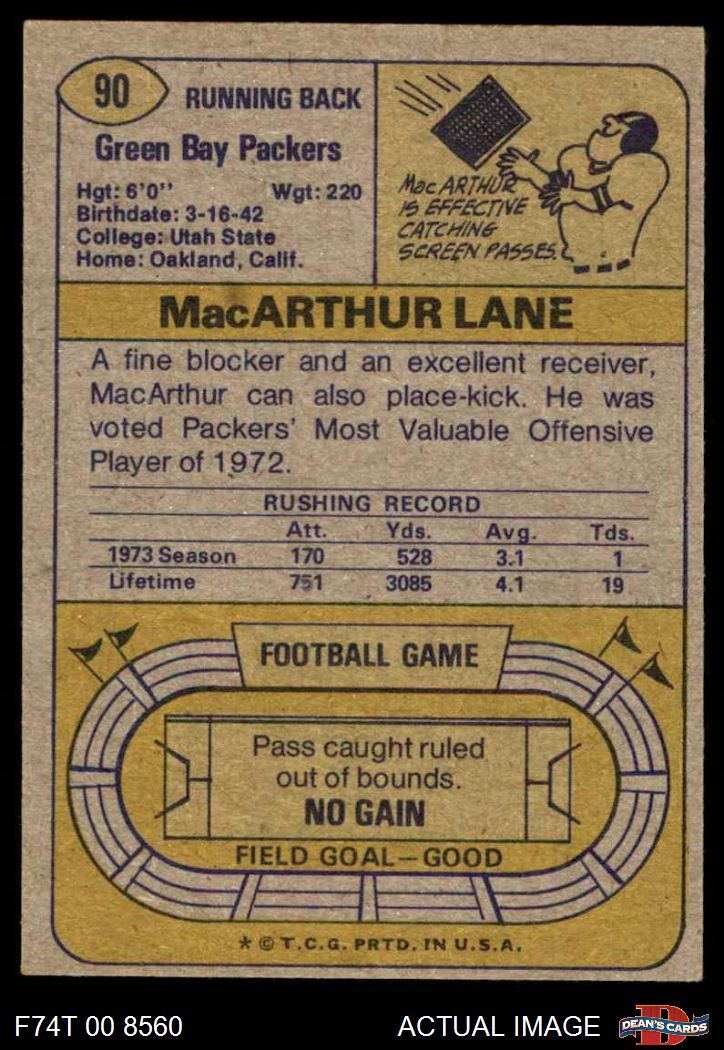 90 RUNNING BACK
Green Bay Packers
Hgt: 6'0'' Wgt: 220
Birthdate: 3-16-42
College: Utah State
Home: Oakland, Calif.
MacARTHUR
IS EFFECTIVE
CATCHING
SCREEN PASSES.
MacARTHUR LANE
A fine blocker and an excellent receiver,
MacArthur can also place-kick. He was
voted Packers' Most Valuable Offensive
Player of 1972.
RUSHING RECORD
Att. Yds. Avg. Tds.
1973 Season 170 528 3.1 1
Lifetime 751 3085 4.1 19
FOOTBALL GAME
Pass caught ruled
out of bounds.
NO GAIN
FIELD GOAL—GOOD
* © T.C.G. PRTD. IN U.S.A.
F74T 00 8560 ACTUAL IMAGE D
DEAN'S CARDS